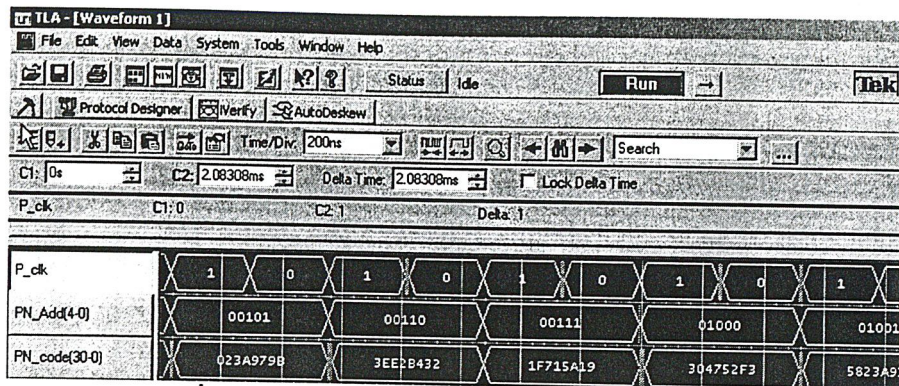 TLA - [Waveform 1]
File Edit View Data System Tools Window Help
Status Idle Run Tek
Protocol Designer iVerify AutoDeskew
Time/Div: 200ns Search ...
C1: 0s C2: 2.08308ms Delta Time: 2.08308ms Lock Delta Time
P_clk C1: 0 C2: 1 Delta: 1
P_clk 1 0 1 0 1 0 1 0 1
PN_Add(4-0) 00101 00110 00111 01000 01001
PN_code(30-0) 023A979B 3EE2B432 1F715A19 304752F3 5823A9